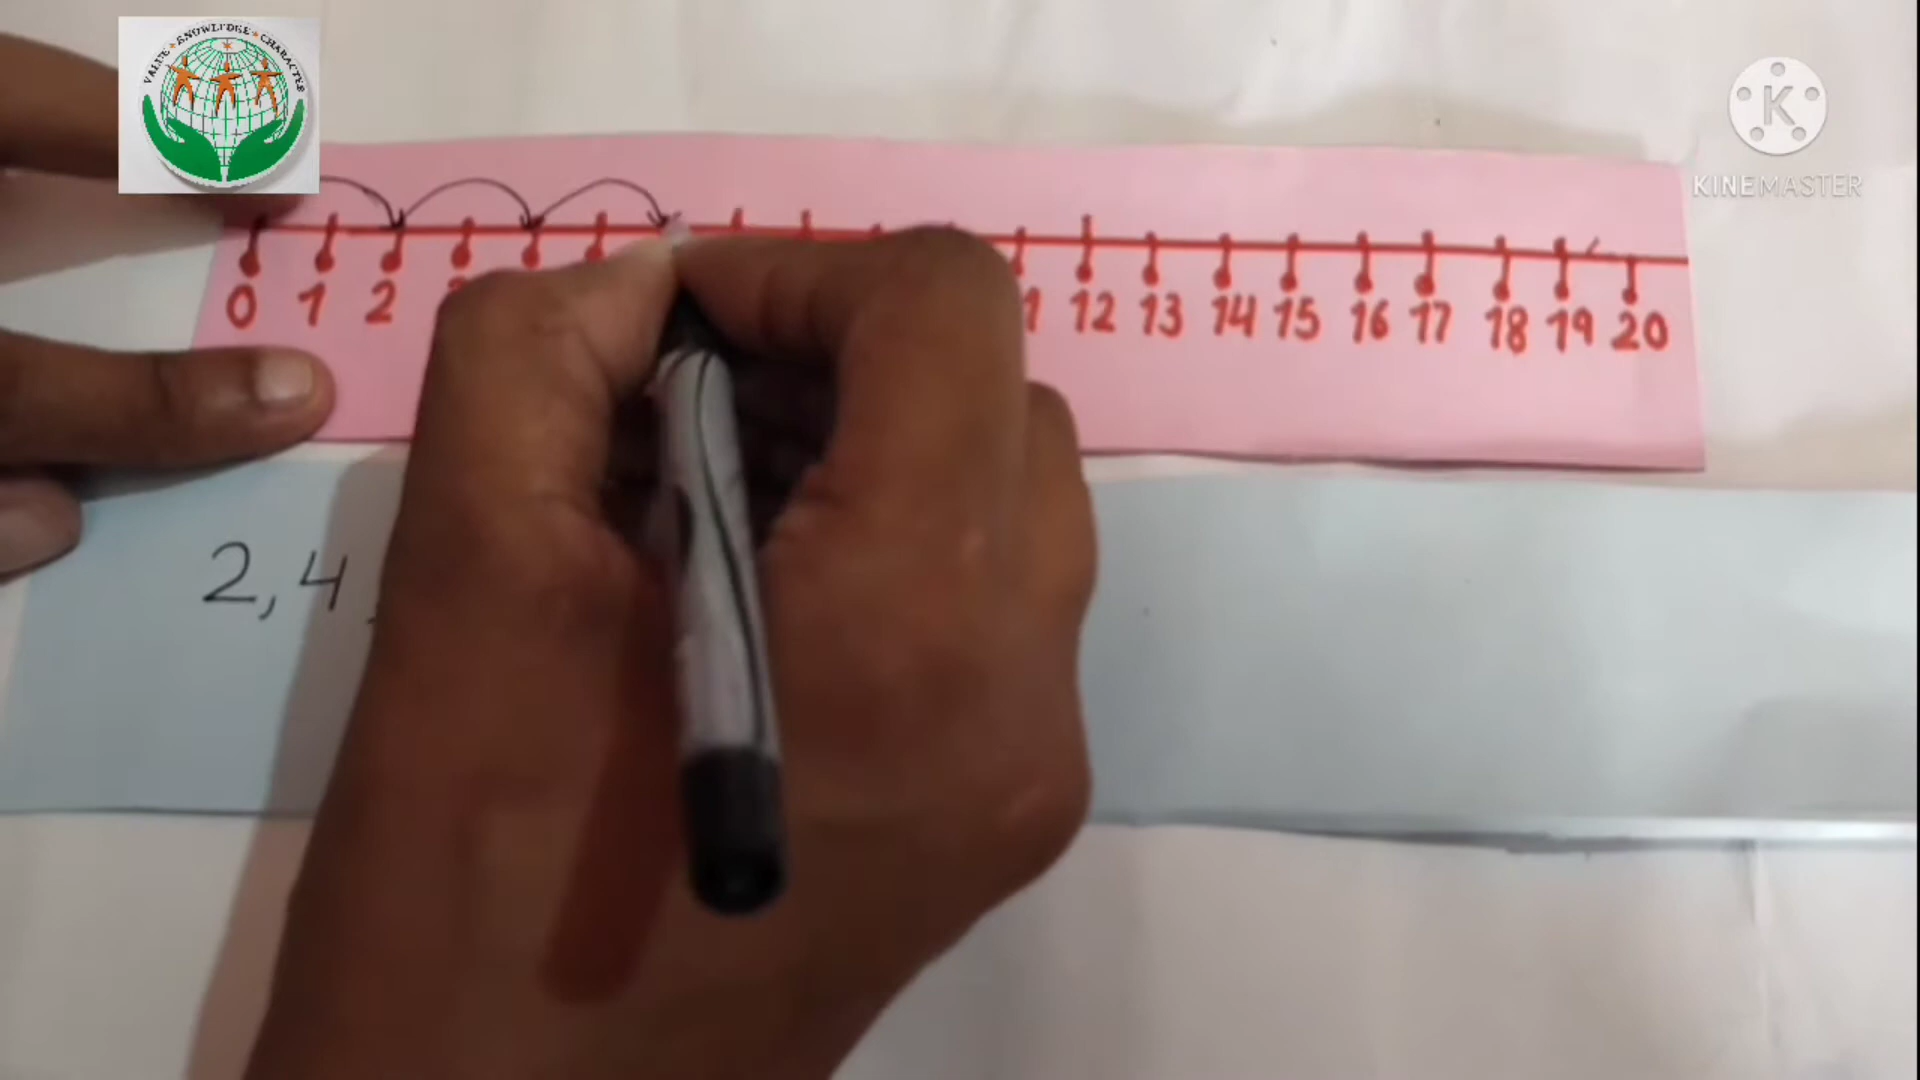 VALUE ★ KNOWLEDGE ★ CHARACTER
KINEMASTER
0 1 2 12 13 14 15 16 17 18 19 20
2, 4,